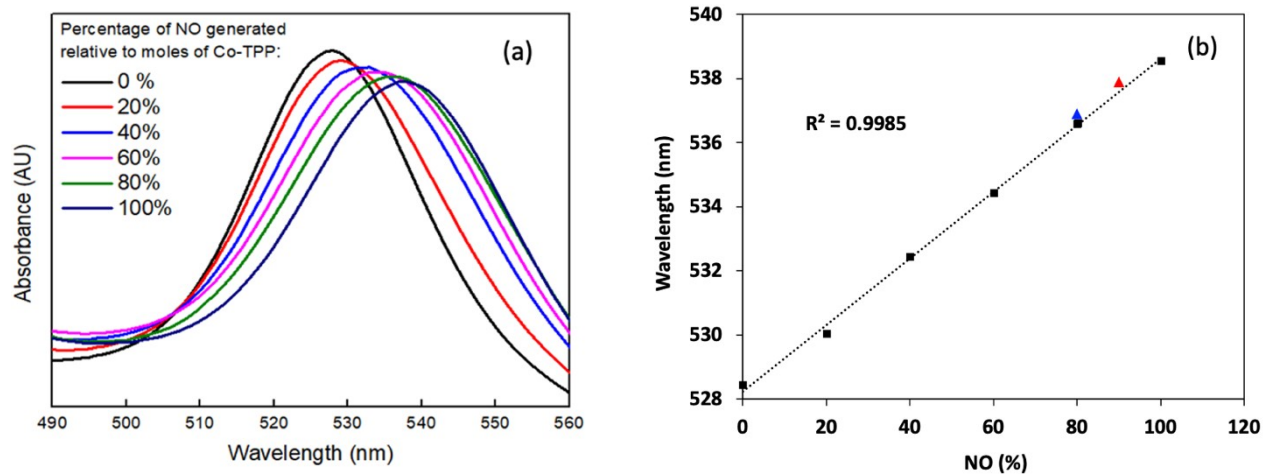 Percentage of NO generated
relative to moles of Co-TPP:
(a)
0 %
20%
40%
60%
80%
100%
Absorbance (AU)
490 500 510 520 530 540 550 560
Wavelength (nm)
(b)
540
538
536
534
532
530
528
R² = 0.9985
Wavelength (nm)
0 20 40 60 80 100 120
NO (%)